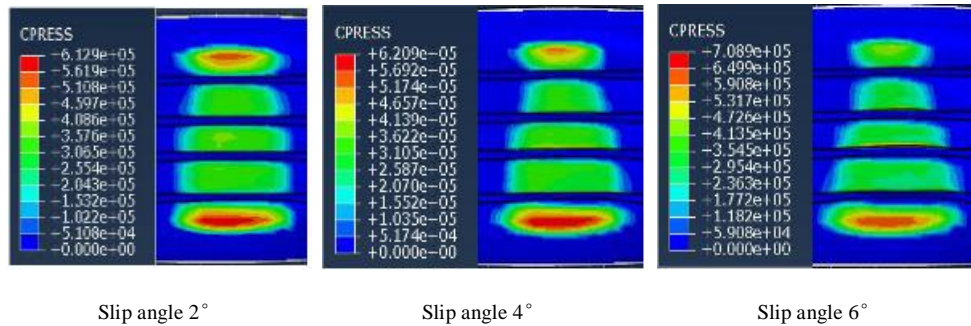 CPRESS
+6.129e+05
+5.619e+05
+5.108e+05
+4.597e+05
+4.086e+05
+3.576e+05
+3.065e+05
+2.554e+05
+2.043e+05
+1.532e+05
+1.022e+05
+5.108e+04
+0.000e+00
Slip angle 2°
CPRESS
+6.209e+05
+5.692e+05
+5.174e+05
+4.657e+05
+4.139e+05
+3.622e+05
+3.105e+05
+2.587e+05
+2.070e+05
+1.552e+05
+1.035e+05
+5.174e+04
+0.000e+00
Slip angle 4°
CPRESS
+7.089e+05
+6.499e+05
+5.908e+05
+5.317e+05
+4.726e+05
+4.135e+05
+3.545e+05
+2.954e+05
+2.363e+05
+1.772e+05
+1.182e+05
+5.908e+04
+0.000e+00
Slip angle 6°